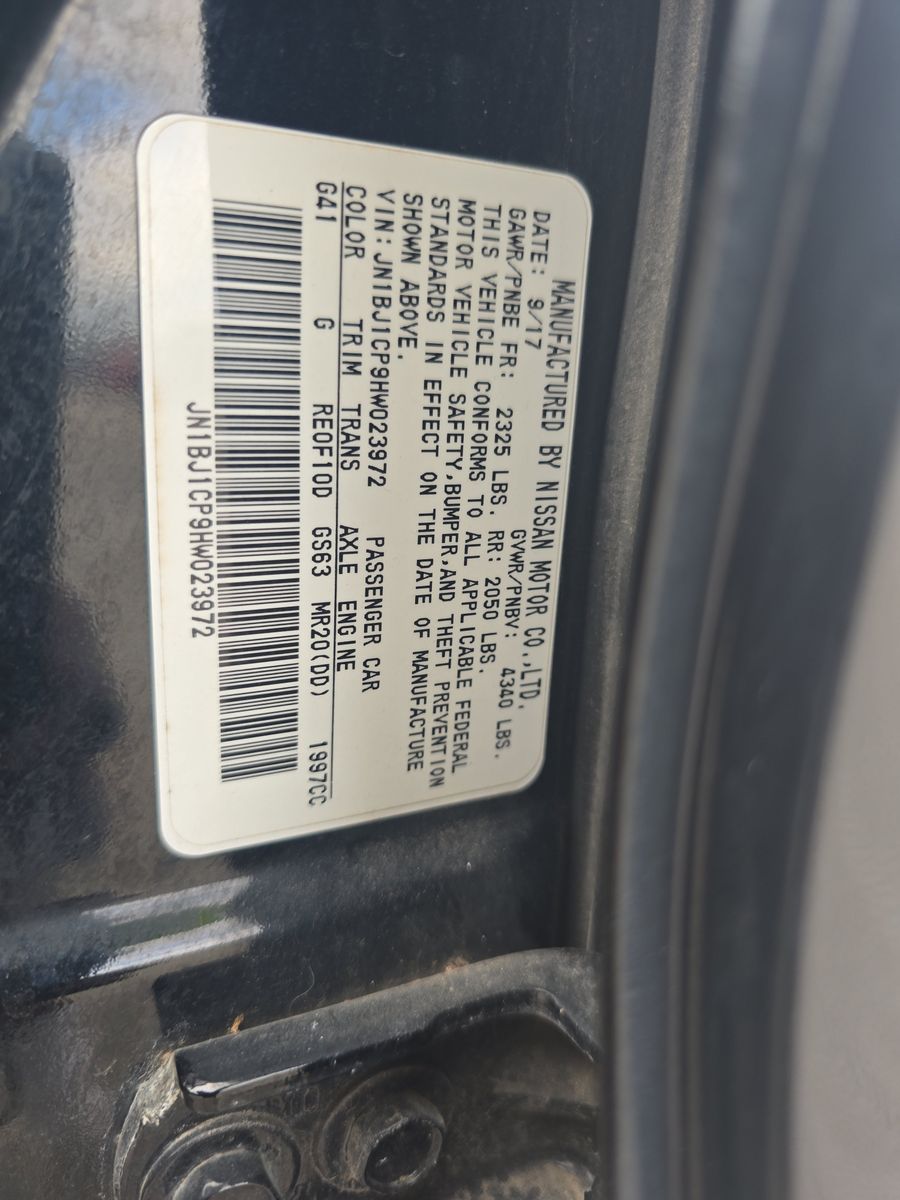 MANUFACTURED BY NISSAN MOTOR CO.,LTD.
DATE: 9/17 GVWR/PNBV: 4340 LBS.
GAWR/PNBE FR: 2325 LBS. RR: 2050 LBS.
THIS VEHICLE CONFORMS TO ALL APPLICABLE FEDERAL
MOTOR VEHICLE SAFETY,BUMPER,AND THEFT PREVENTION
STANDARDS IN EFFECT ON THE DATE OF MANUFACTURE
SHOWN ABOVE.
VIN:JN1BJ1CP9HW023972 PASSENGER CAR
COLOR TRIM TRANS AXLE ENGINE
G41 G RE0F10D GS63 MR20(DD) 1997CC
JN1BJ1CP9HW023972